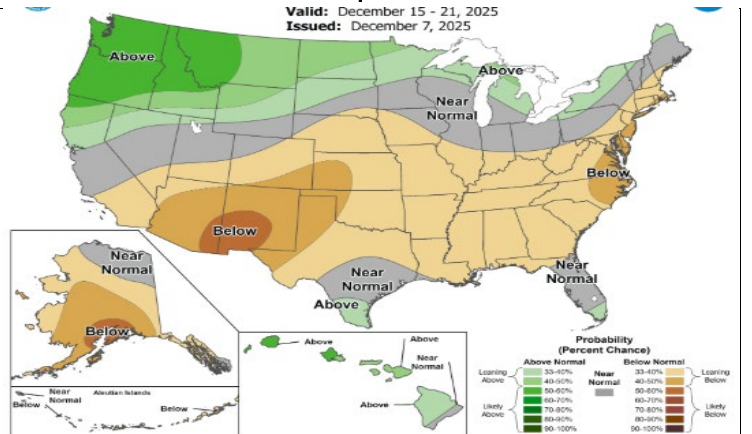 Valid: December 15 - 21, 2025
Issued: December 7, 2025
Above
Above
Near
Normal
Below
Below
Near
Normal
Near
Normal
Above
Near
Normal
Below
Above
Above
Near
Normal
Above
Near
Normal
Below
Aleutian Islands
Below
Probability
(Percent Chance)
Above Normal
Below Normal
Leaning
Above
33-40%
40-50%
50-60%
Near
Normal
33-40%
40-50%
50-60%
Leaning
Below
Likely
Above
60-70%
70-80%
80-90%
90-100%
60-70%
70-80%
80-90%
90-100%
Likely
Below